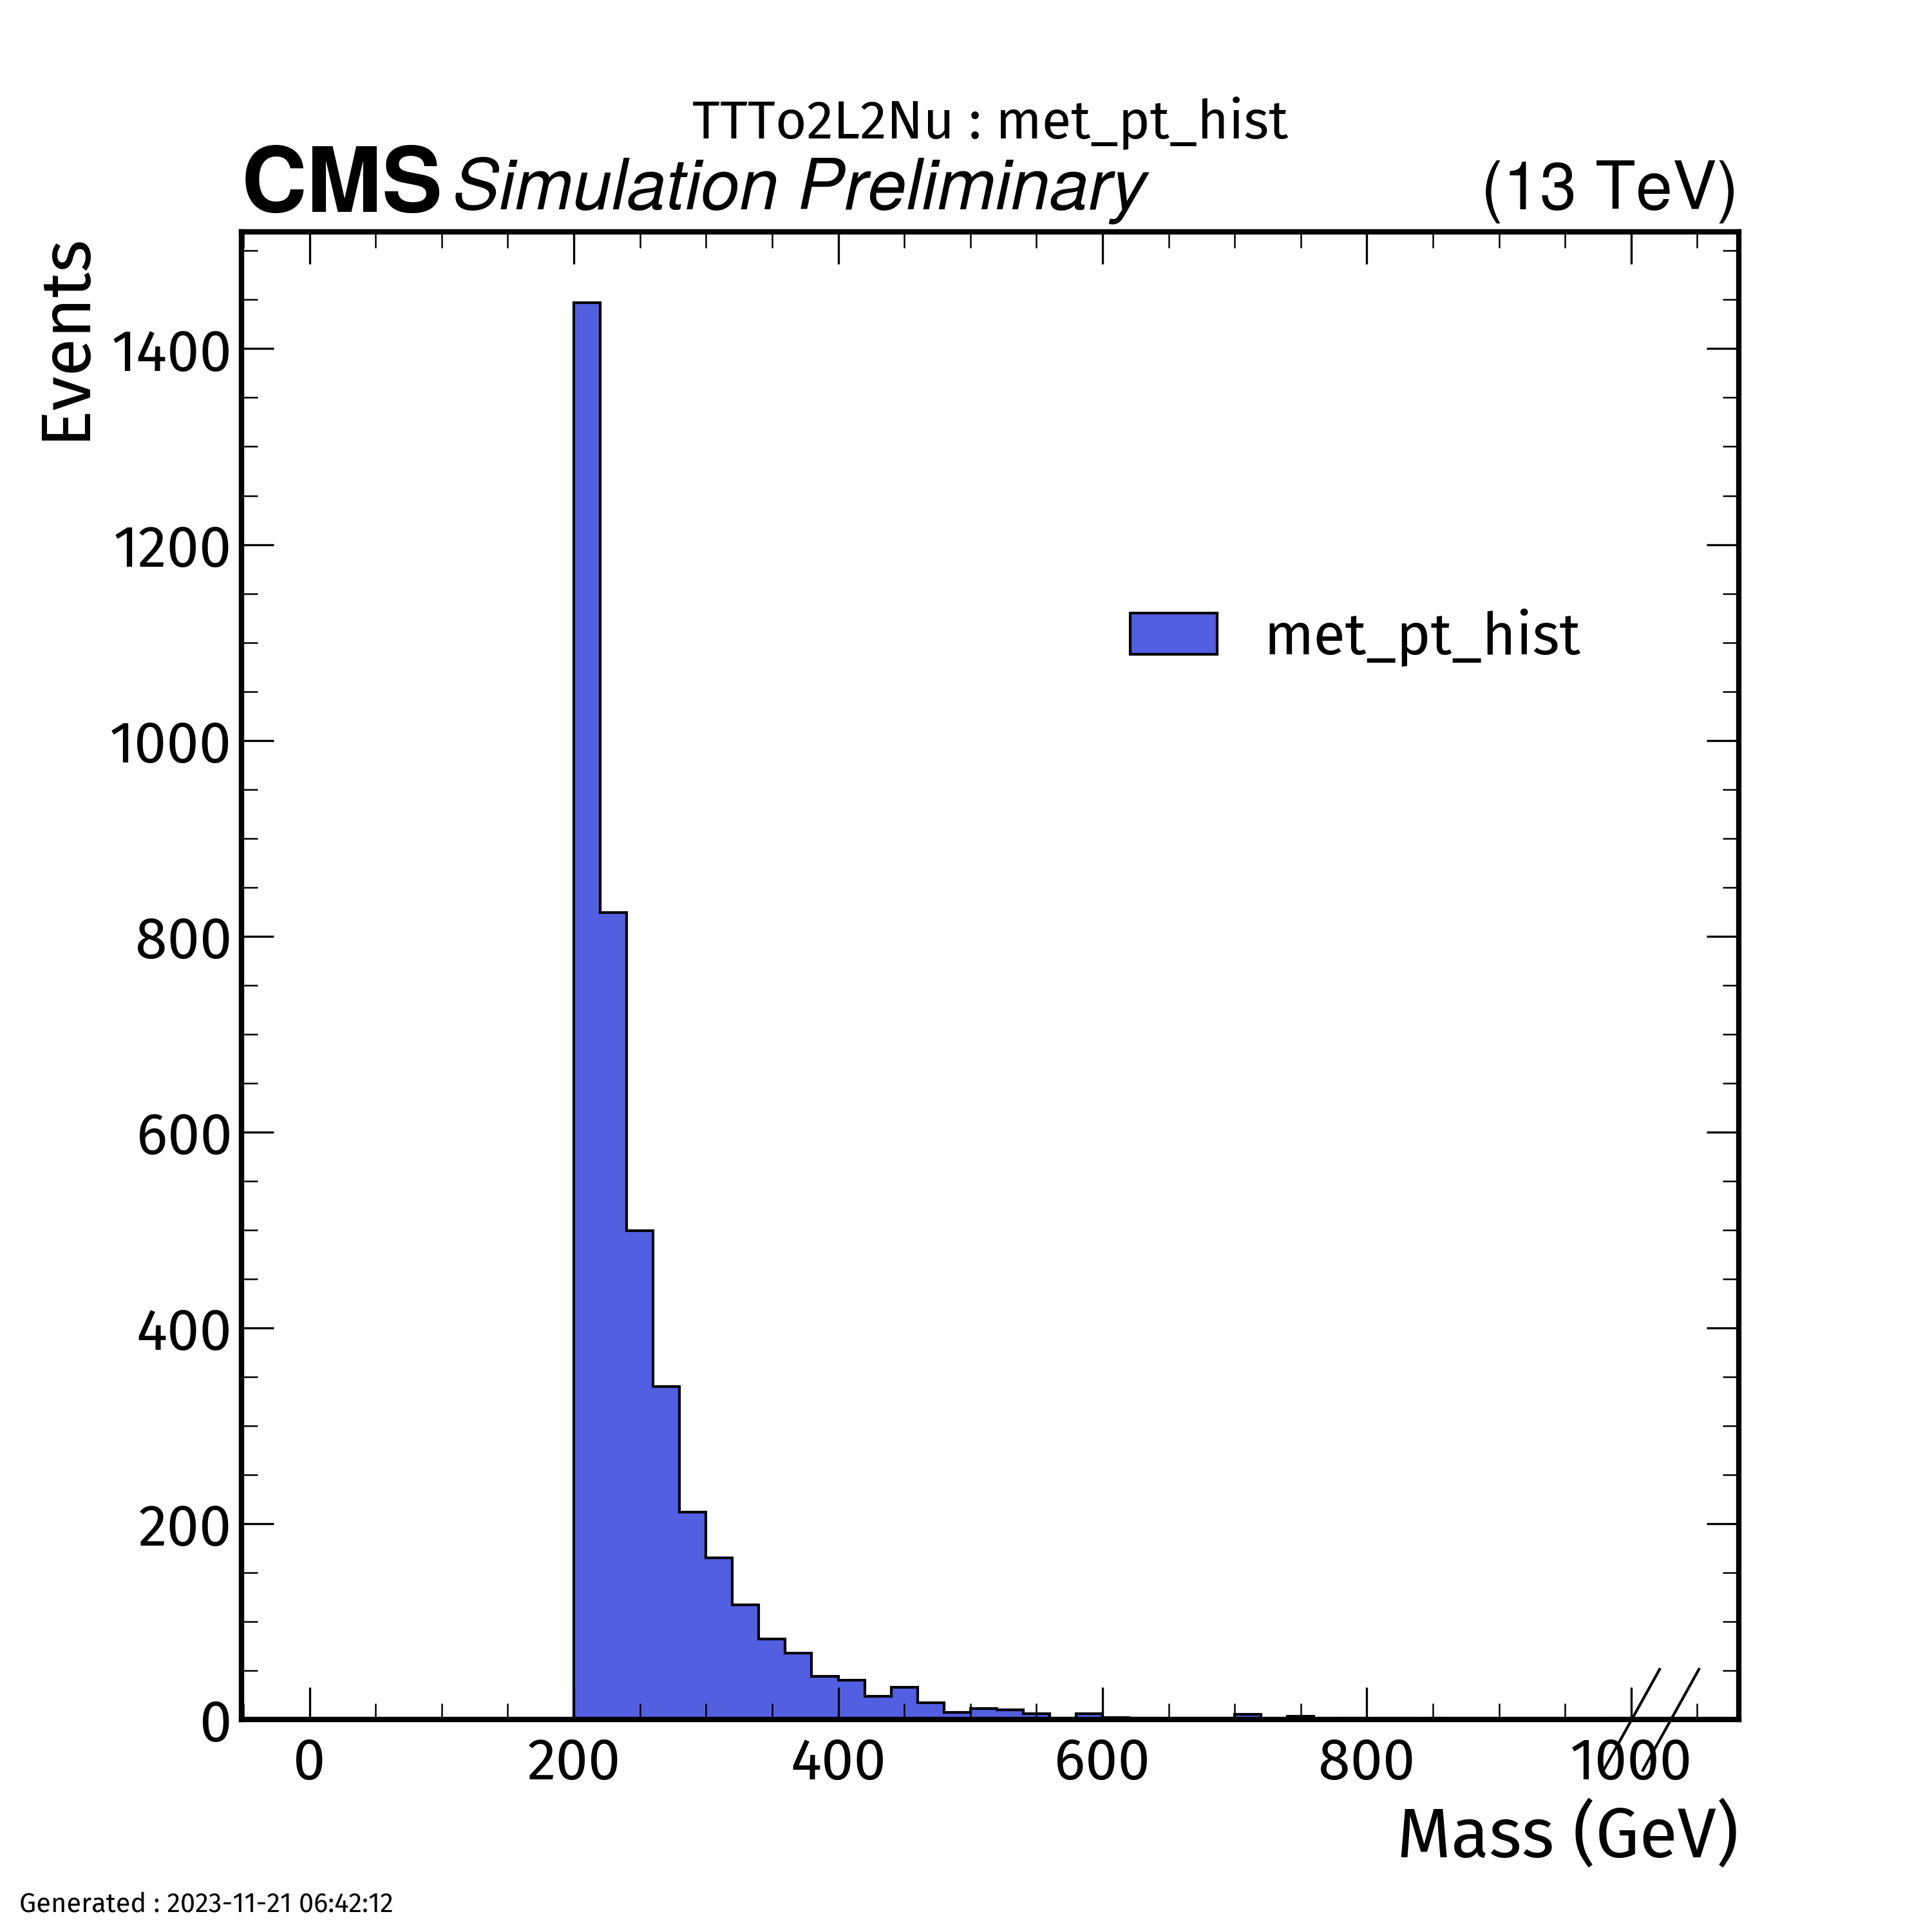 TTTo2L2Nu : met_pt_hist
CMS Simulation Preliminary (13 TeV)
Events
1400
1200
1000
800
600
400
200
0
met_pt_hist
0 200 400 600 800 1000
Mass (GeV)
Generated : 2023-11-21 06:42:12